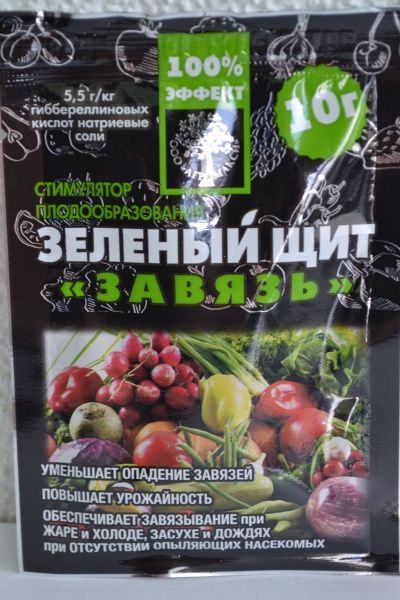 100%
ЭФФЕКТ
5,5 г/кг
гиббереллиновых
кислот натриевые
соли
10г
СТИМУЛЯТОР
ПЛОДООБРАЗОВАНИЯ
ЗЕЛЕНЫЙ ЩИТ
«ЗАВЯЗЬ»
УМЕНЬШАЕТ ОПАДЕНИЕ ЗАВЯЗЕЙ
ПОВЫШАЕТ УРОЖАЙНОСТЬ
ОБЕСПЕЧИВАЕТ ЗАВЯЗЫВАНИЕ при
ЖАРЕ и ХОЛОДЕ, ЗАСУХЕ и ДОЖДЯХ
при ОТСУТСТВИИ ОПЫЛЯЮЩИХ НАСЕКОМЫХ